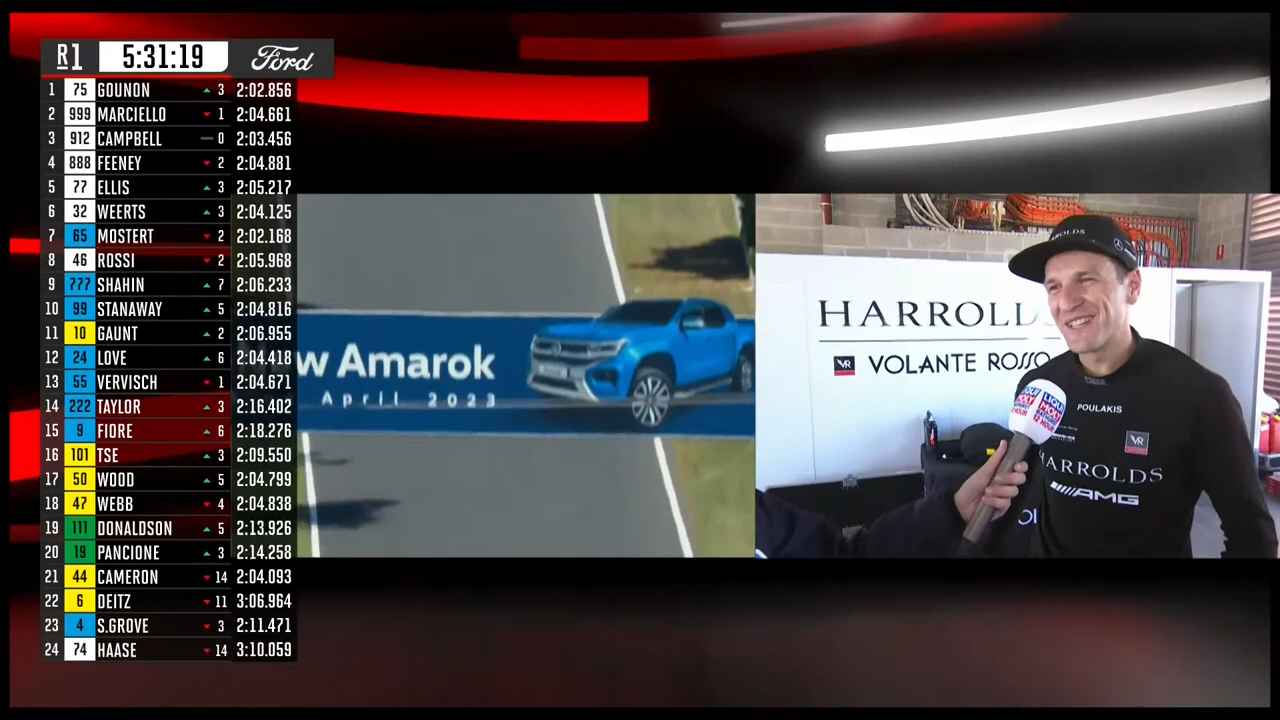 R1 5:31:19 Ford
1 75 GOUNON 3 2:02.856
2 999 MARCIELLO 1 2:04.661
3 912 CAMPBELL 0 2:03.456
4 888 FEENEY 2 2:04.881
5 77 ELLIS 3 2:05.217
6 32 WEERTS 3 2:04.125
7 65 MOSTERT 2 2:02.168
8 46 ROSSI 2 2:05.968
9 777 SHAHIN 7 2:06.233
10 99 STANAWAY 5 2:04.816
11 10 GAUNT 2 2:06.955
12 24 LOVE 6 2:04.418
13 55 VERVISCH 1 2:04.671
14 222 TAYLOR 3 2:16.402
15 9 FIORE 6 2:18.276
16 101 TSE 3 2:09.550
17 50 WOOD 5 2:04.799
18 47 WEBB 4 2:04.838
19 111 DONALDSON 5 2:13.926
20 19 PANCIONE 3 2:14.258
21 44 CAMERON 14 2:04.093
22 6 DEITZ 11 3:06.964
23 4 S.GROVE 3 2:11.471
24 74 HAASE 14 3:10.059
w Amarok
April 2023
HARROLDS
VR VOLANTE ROSSO
HARROLDS
LIQUI MOLY
12 HOUR
POULAKIS
VR
HARROLDS
AMG